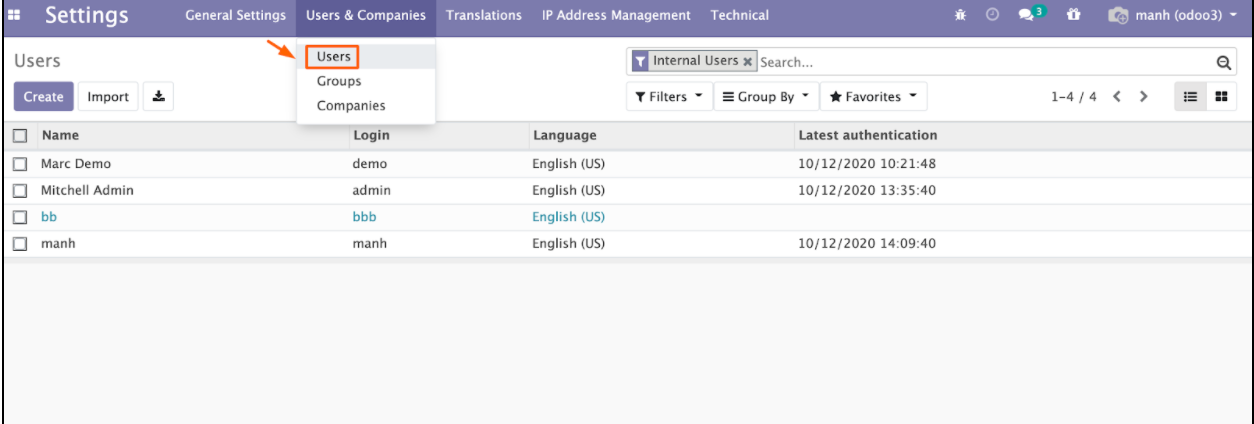 Settings General Settings Users & Companies Translations IP Address Management Technical 3 manh (odoo3)
Users
Users
Groups
Companies
Internal Users × Search...
Create Import Filters Group By Favorites 1-4 / 4
Name Login Language Latest authentication
Marc Demo demo English (US) 10/12/2020 10:21:48
Mitchell Admin admin English (US) 10/12/2020 13:35:40
bb bbb English (US)
manh manh English (US) 10/12/2020 14:09:40